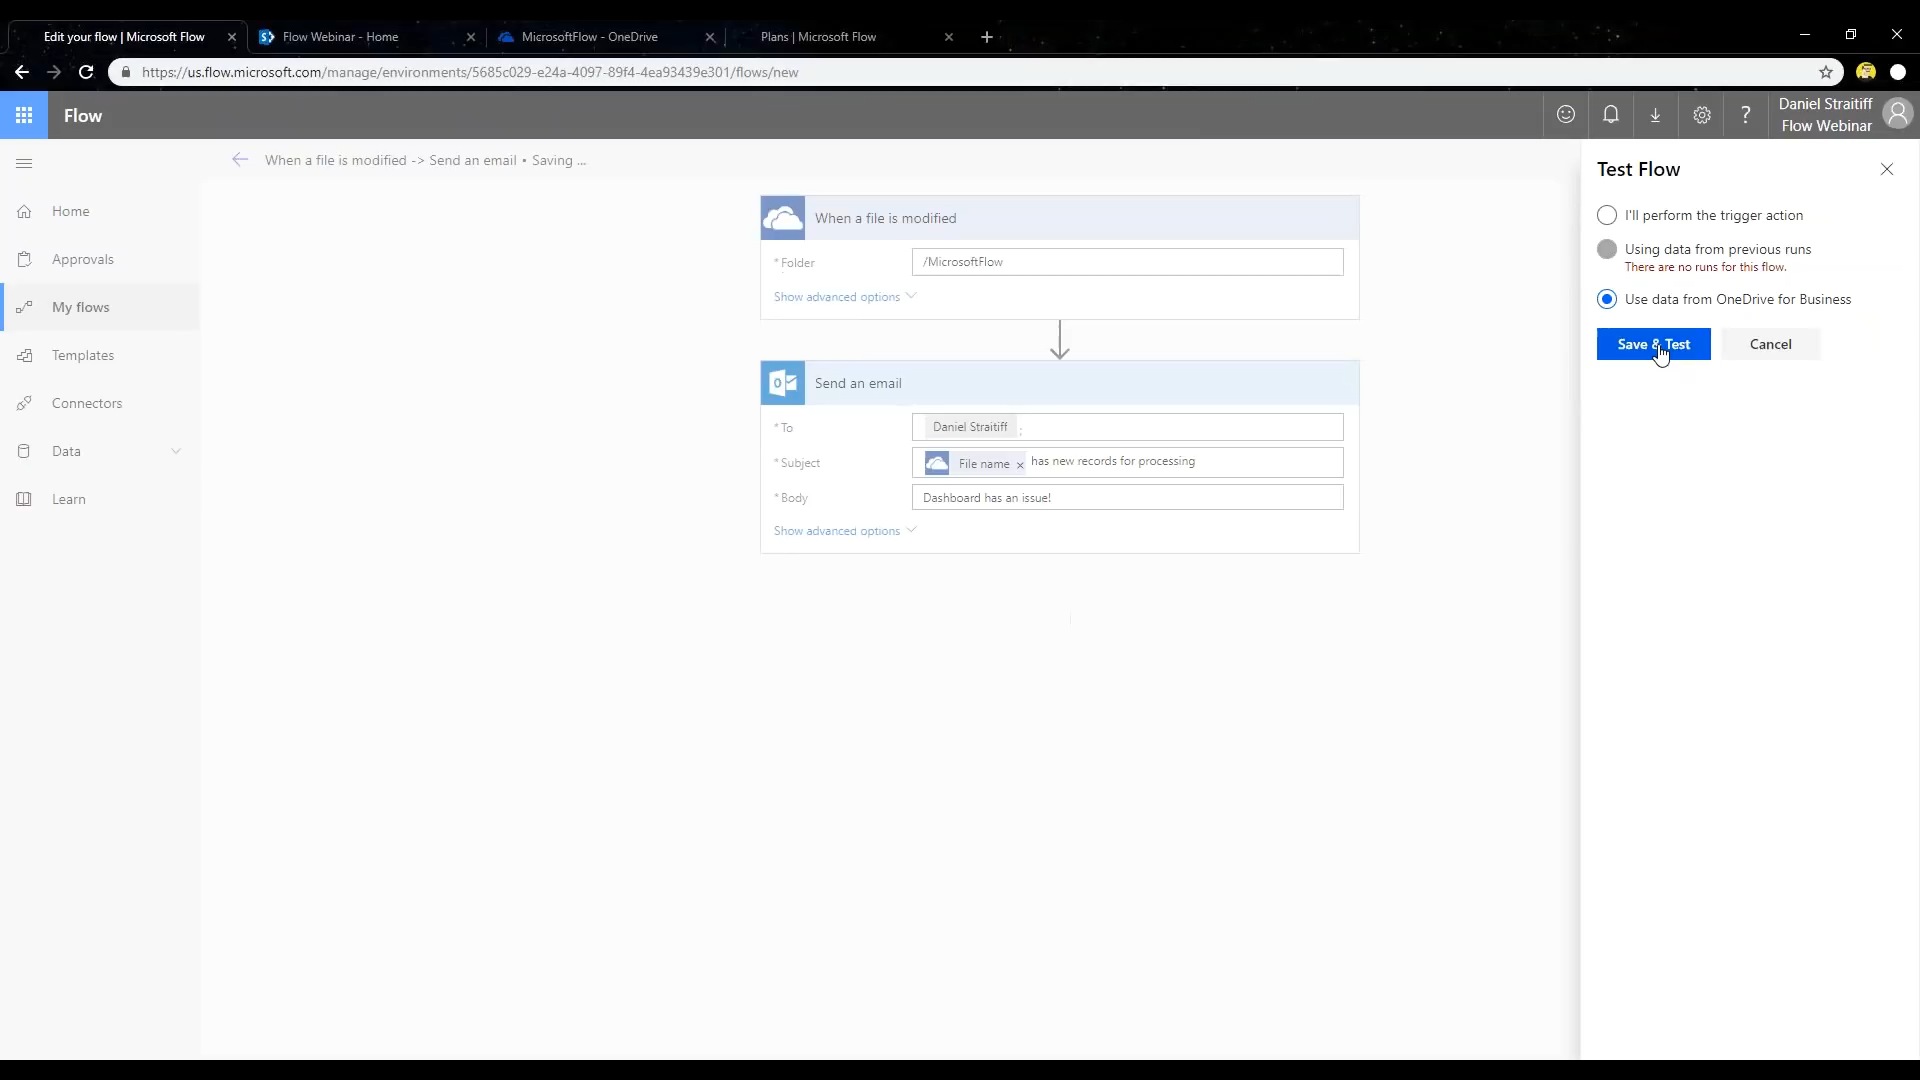 Edit your flow | Microsoft Flow
Flow Webinar - Home
MicrosoftFlow - OneDrive
Plans | Microsoft Flow
https://us.flow.microsoft.com/manage/environments/5685c029-e24a-4097-89f4-4ea93439e301/flows/new
Flow
Daniel Straitiff
Flow Webinar
When a file is modified -> Send an email • Saving ...
Home
Approvals
My flows
Templates
Connectors
Data
Learn
When a file is modified
* Folder
/MicrosoftFlow
Show advanced options
Send an email
* To
Daniel Straitiff ;
* Subject
File name × has new records for processing
* Body
Dashboard has an issue!
Show advanced options
Test Flow
I'll perform the trigger action
Using data from previous runs
There are no runs for this flow.
Use data from OneDrive for Business
Save & Test
Cancel